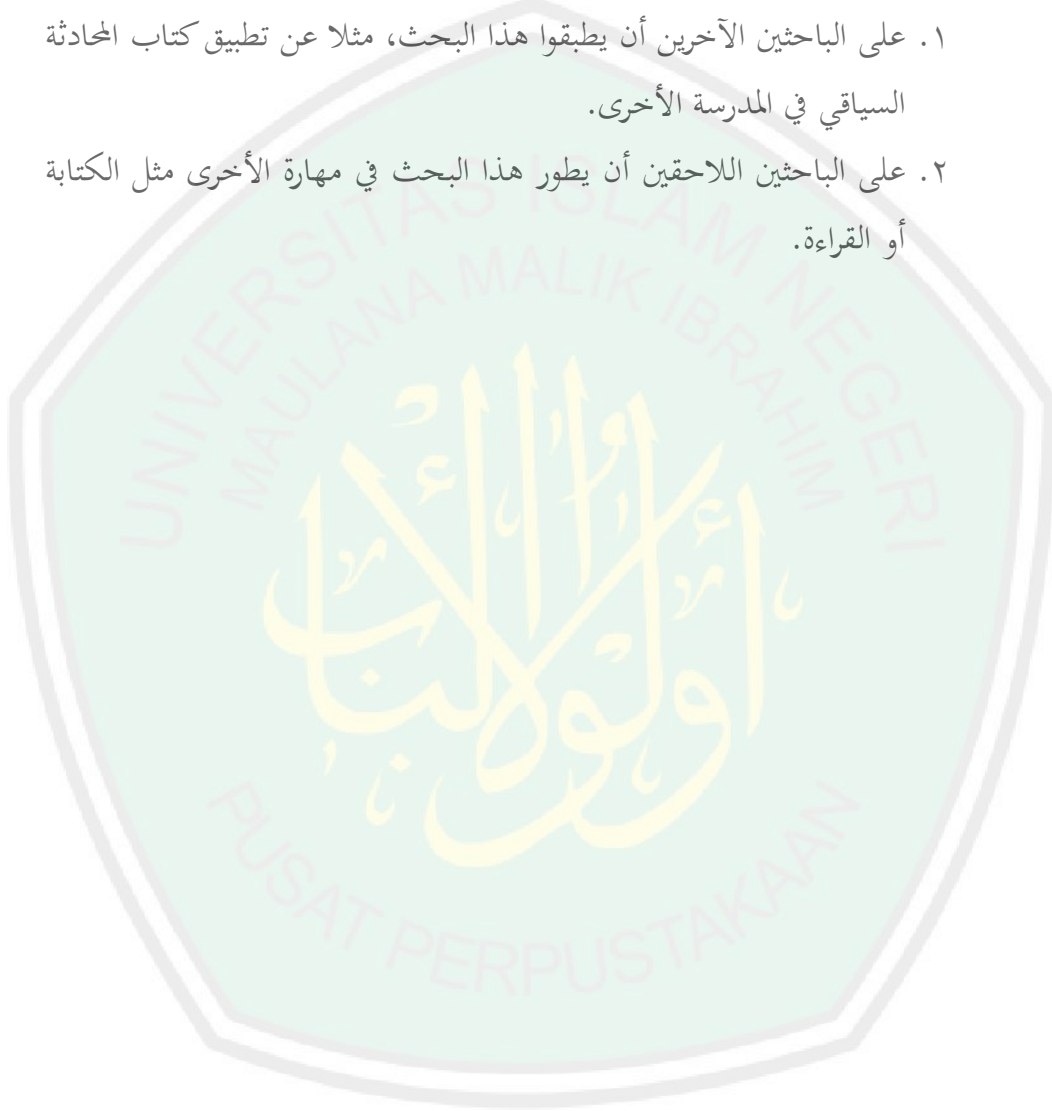 ١. على الباحثين الآخرين أن يطبقوا هذا البحث، مثلا عن تطبيق كتاب المحادثة
السياقي في المدرسة الأخرى.
٢. على الباحثين اللاحقين أن يطور هذا البحث في مهارة الأخرى مثل الكتابة
أو القراءة.
UNIVERSITAS ISLAM NEGERI
MAULANA MALIK IBRAHIM
أولو الألباب
PUSAT PERPUSTAKAAN